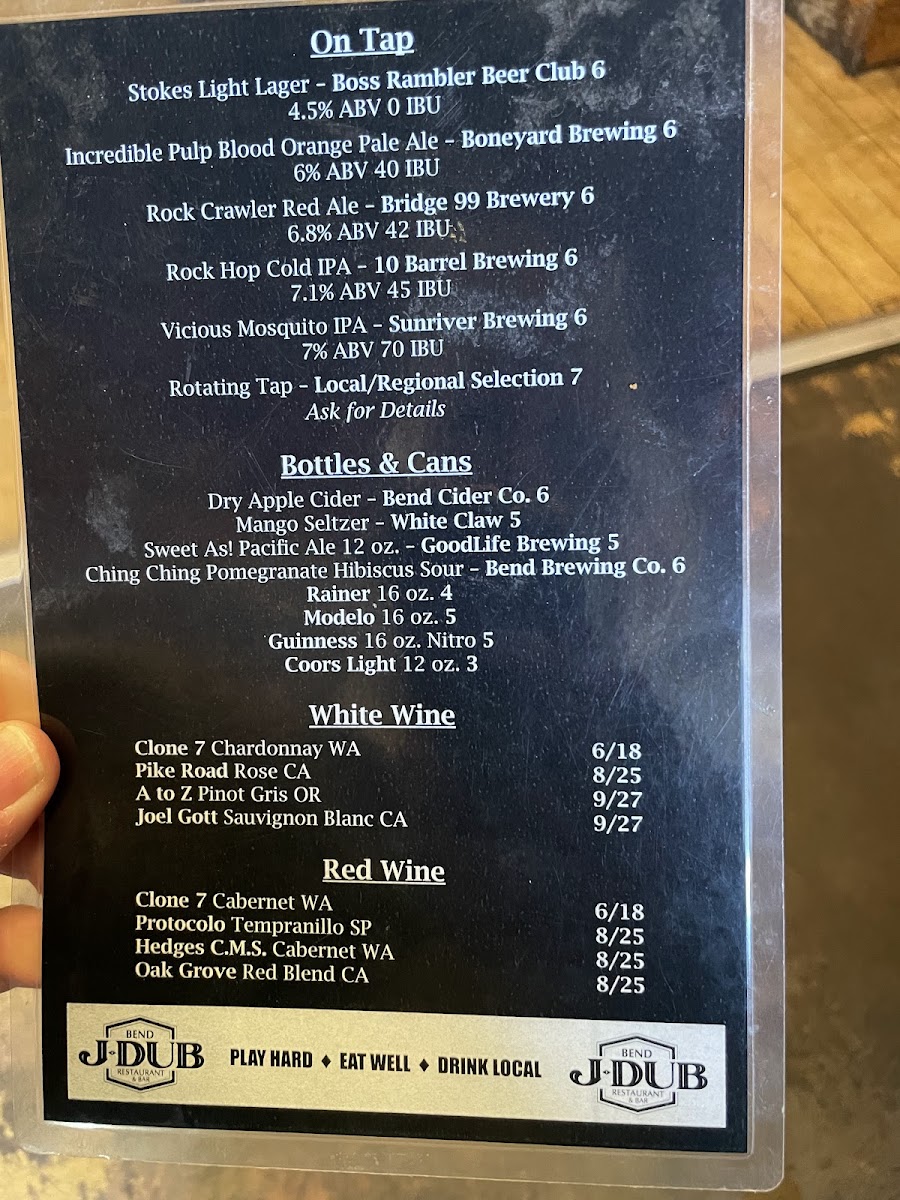 On Tap
Stokes Light Lager – Boss Rambler Beer Club 6
4.5% ABV 0 IBU
Incredible Pulp Blood Orange Pale Ale – Boneyard Brewing 6
6% ABV 40 IBU
Rock Crawler Red Ale – Bridge 99 Brewery 6
6.8% ABV 42 IBU
Rock Hop Cold IPA – 10 Barrel Brewing 6
7.1% ABV 45 IBU
Vicious Mosquito IPA – Sunriver Brewing 6
7% ABV 70 IBU
Rotating Tap – Local/Regional Selection 7
Ask for Details
Bottles & Cans
Dry Apple Cider – Bend Cider Co. 6
Mango Seltzer – White Claw 5
Sweet As! Pacific Ale 12 oz. – GoodLife Brewing 5
Ching Ching Pomegranate Hibiscus Sour – Bend Brewing Co. 6
Rainer 16 oz. 4
Modelo 16 oz. 5
Guinness 16 oz. Nitro 5
Coors Light 12 oz. 3
White Wine
Clone 7 Chardonnay WA 6/18
Pike Road Rose CA 8/25
A to Z Pinot Gris OR 9/27
Joel Gott Sauvignon Blanc CA 9/27
Red Wine
Clone 7 Cabernet WA 6/18
Protocolo Tempranillo SP 8/25
Hedges C.M.S. Cabernet WA 8/25
Oak Grove Red Blend CA 8/25
BEND
J-DUB
RESTAURANT
& BAR
PLAY HARD ♦ EAT WELL ♦ DRINK LOCAL
BEND
J-DUB
RESTAURANT
& BAR